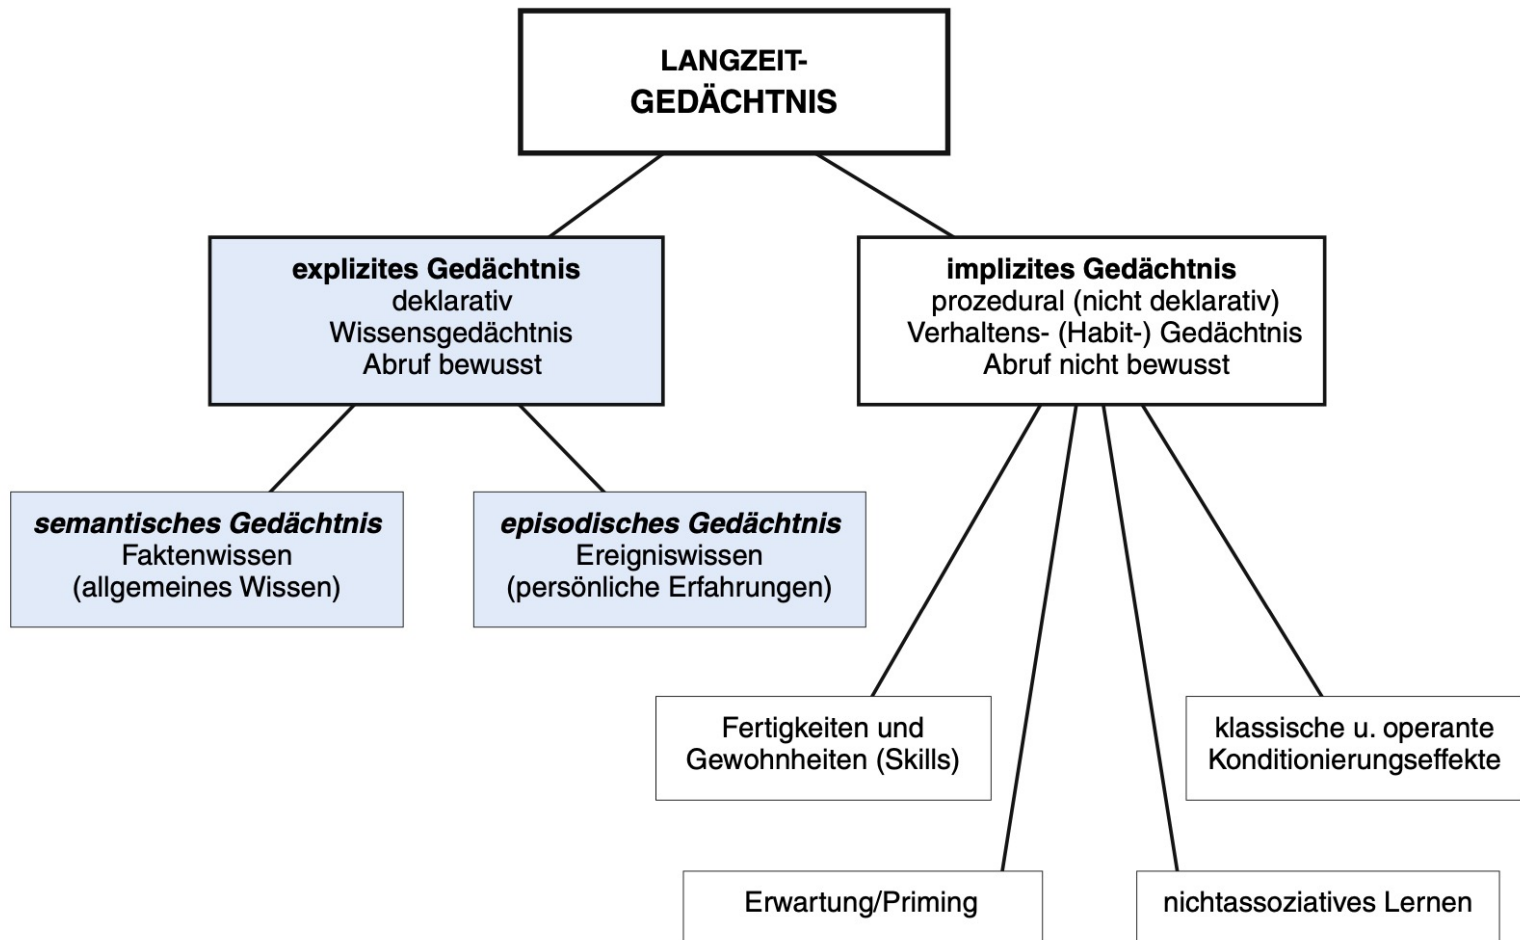 LANGZEIT-
GEDÄCHTNIS
explizites Gedächtnis
deklarativ
Wissensgedächtnis
Abruf bewusst
implizites Gedächtnis
prozedural (nicht deklarativ)
Verhaltens- (Habit-) Gedächtnis
Abruf nicht bewusst
semantisches Gedächtnis
Faktenwissen
(allgemeines Wissen)
episodisches Gedächtnis
Ereigniswissen
(persönliche Erfahrungen)
Fertigkeiten und
Gewohnheiten (Skills)
klassische u. operante
Konditionierungseffekte
Erwartung/Priming
nichtassoziatives Lernen